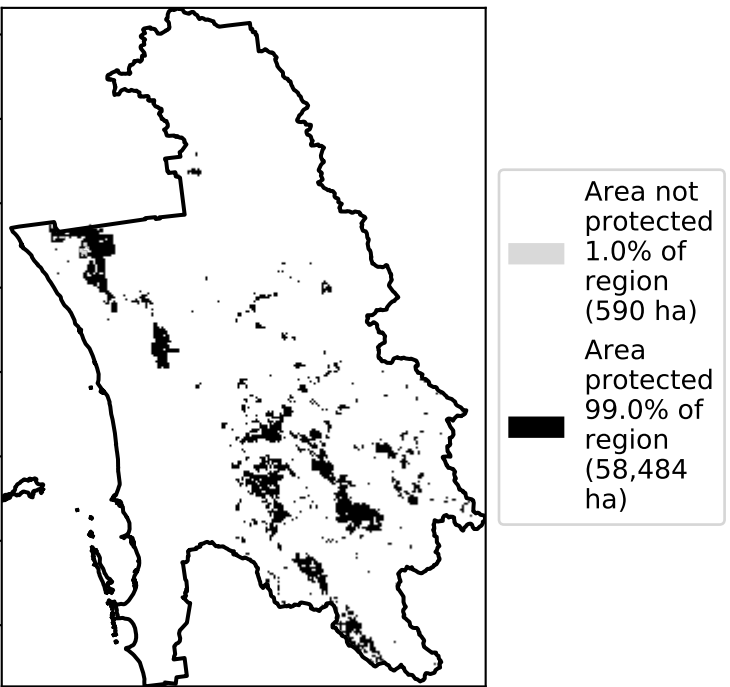 Area not
protected
1.0% of
region
(590 ha)
Area
protected
99.0% of
region
(58,484
ha)